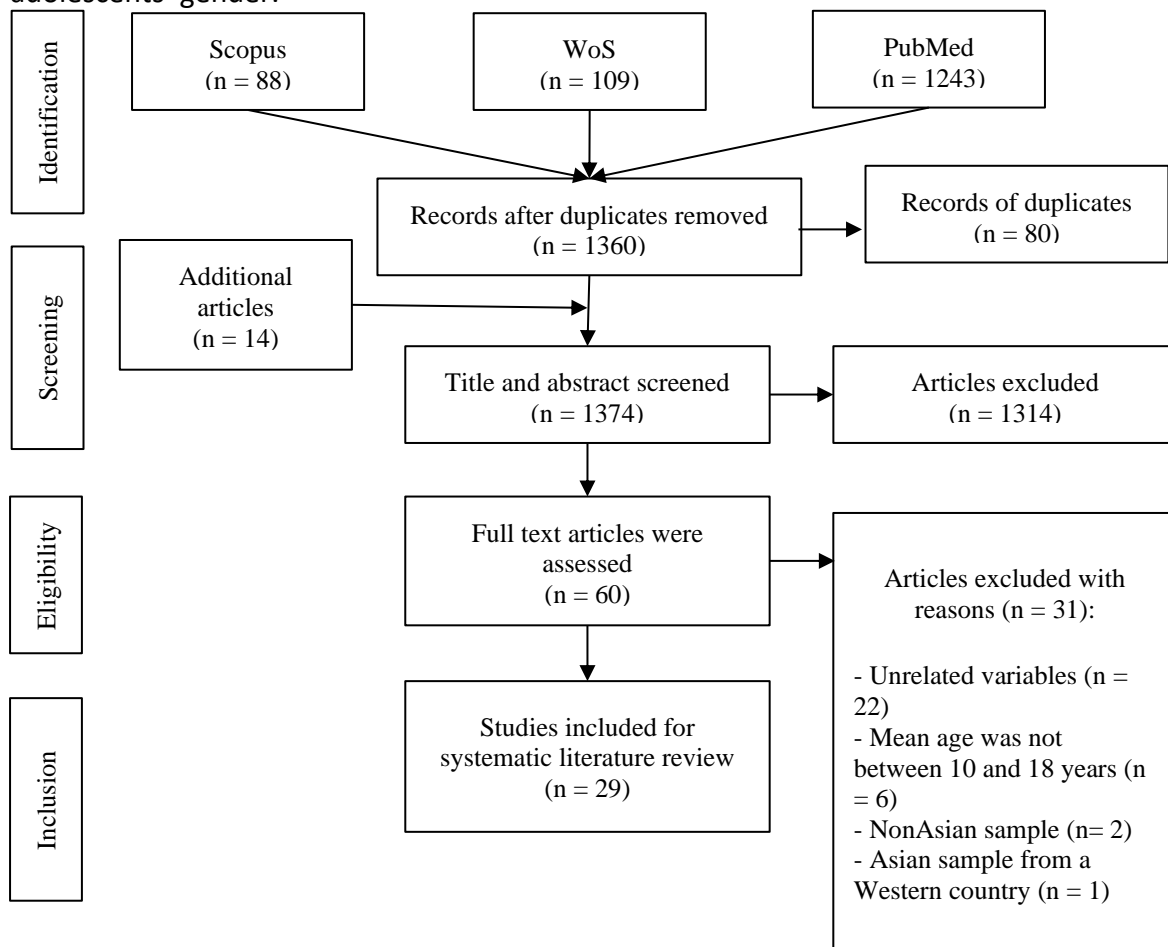 adolescents' gender.
Identification
Scopus
(n = 88)
WoS
(n = 109)
PubMed
(n = 1243)
Records after duplicates removed
(n = 1360)
Records of duplicates
(n = 80)
Screening
Additional
articles
(n = 14)
Title and abstract screened
(n = 1374)
Articles excluded
(n = 1314)
Eligibility
Full text articles were
assessed
(n = 60)
Articles excluded with
reasons (n = 31):
- Unrelated variables (n =
22)
- Mean age was not
between 10 and 18 years (n
= 6)
- NonAsian sample (n= 2)
- Asian sample from a
Western country (n = 1)
Inclusion
Studies included for
systematic literature review
(n = 29)